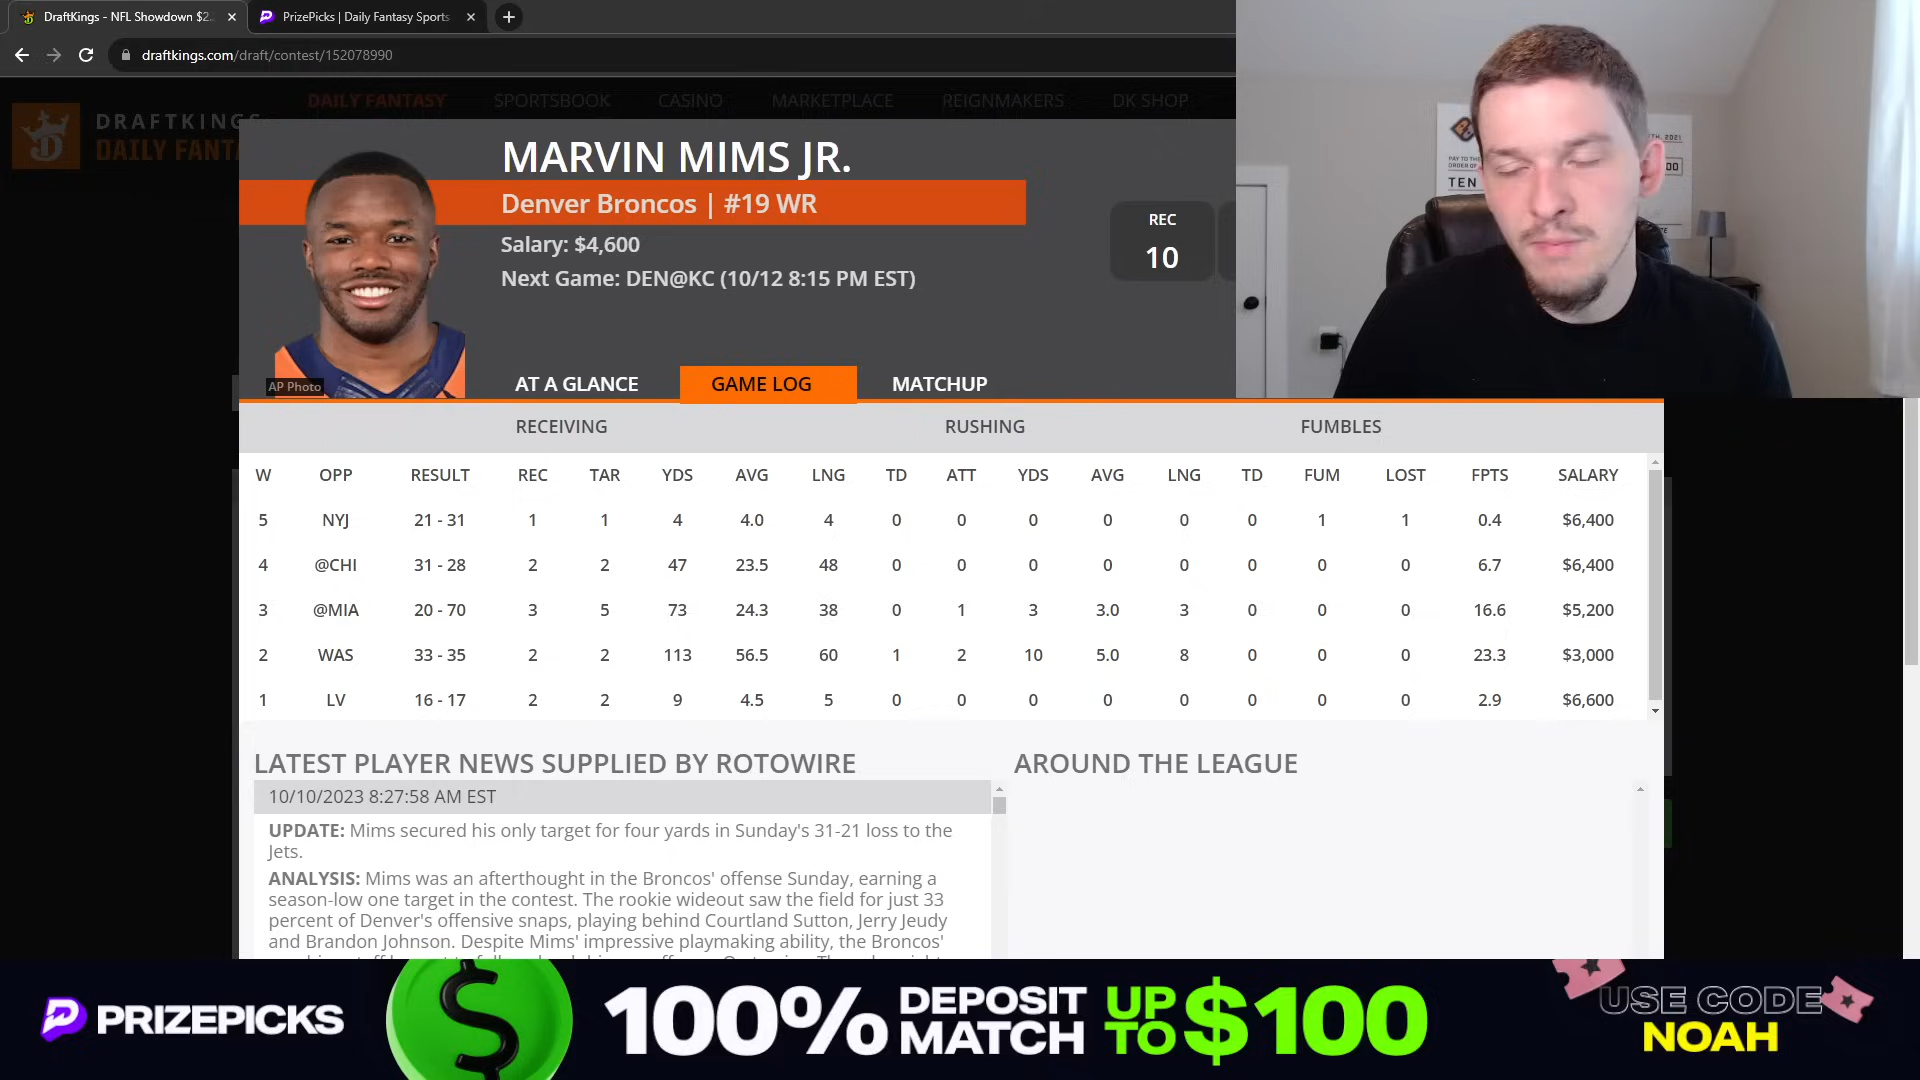 DraftKings - NFL Showdown $2.
PrizePicks | Daily Fantasy Sports
draftkings.com/draft/contest/152078990
DAILY FANTASY SPORTSBOOK CASINO MARKETPLACE REIGNMAKERS DK SHOP
DRAFTKINGS
DAILY FANTA
MARVIN MIMS JR.
Denver Broncos | #19 WR
Salary: $4,600
Next Game: DEN@KC (10/12 8:15 PM EST)
REC
10
AP Photo
AT A GLANCE GAME LOG MATCHUP
RECEIVING RUSHING FUMBLES
W OPP RESULT REC TAR YDS AVG LNG TD ATT YDS AVG LNG TD FUM LOST FPTS SALARY
5 NYJ 21 - 31 1 1 4 4.0 4 0 0 0 0 0 0 1 1 0.4 $6,400
4 @CHI 31 - 28 2 2 47 23.5 48 0 0 0 0 0 0 0 0 6.7 $6,400
3 @MIA 20 - 70 3 5 73 24.3 38 0 1 3 3.0 3 0 0 0 16.6 $5,200
2 WAS 33 - 35 2 2 113 56.5 60 1 2 10 5.0 8 0 0 0 23.3 $3,000
1 LV 16 - 17 2 2 9 4.5 5 0 0 0 0 0 0 0 0 2.9 $6,600
LATEST PLAYER NEWS SUPPLIED BY ROTOWIRE
AROUND THE LEAGUE
10/10/2023 8:27:58 AM EST
UPDATE: Mims secured his only target for four yards in Sunday's 31-21 loss to the
Jets.
ANALYSIS: Mims was an afterthought in the Broncos' offense Sunday, earning a
season-low one target in the contest. The rookie wideout saw the field for just 33
percent of Denver's offensive snaps, playing behind Courtland Sutton, Jerry Jeudy
and Brandon Johnson. Despite Mims' impressive playmaking ability, the Broncos'
PRIZEPICKS
$
100% DEPOSIT MATCH UP TO $100
USE CODE
NOAH
PAY TO THE
ORDER OF
TEN